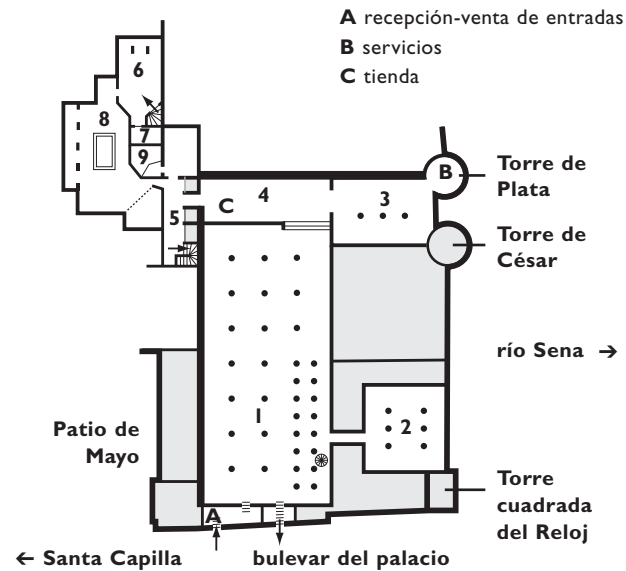 A recepción-venta de entradas
B servicios
C tienda
6
8
7
9
B
Torre de
Plata
C
4
3
5
Torre de
César
río Sena →
1
2
Patio de
Mayo
Torre
cuadrada
del Reloj
A
← Santa Capilla
bulevar del palacio